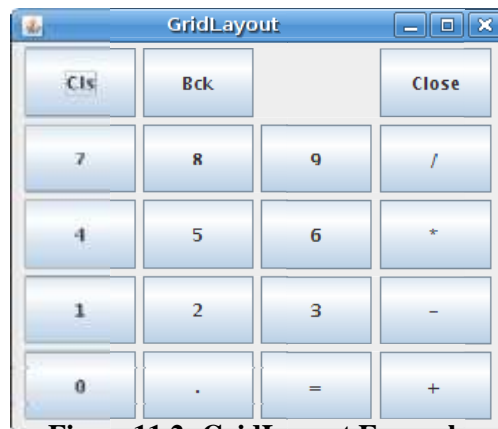 GridLayout
Cls Bck Close
7 8 9 /
4 5 6 *
1 2 3 -
0 . = +
Figure 11.2: GridLayout Example